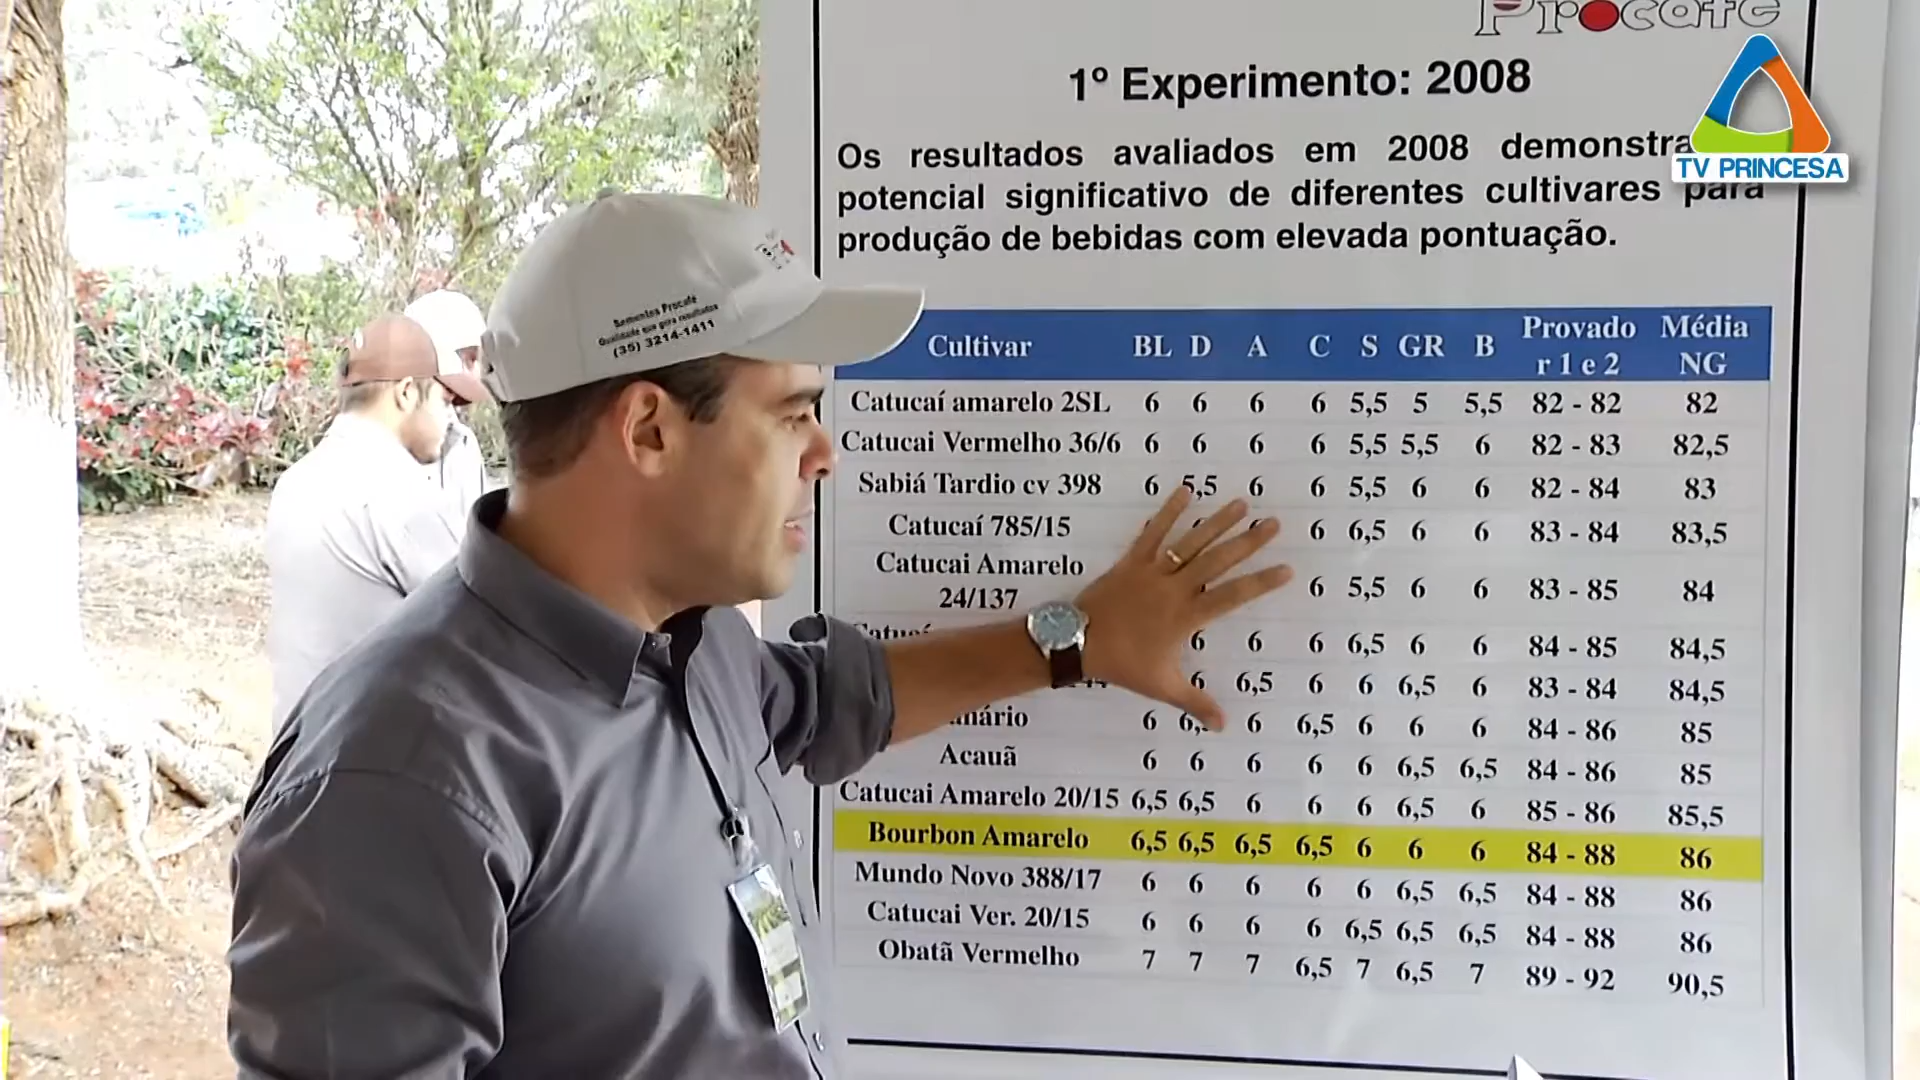 Procafé
TV PRINCESA
1º Experimento: 2008
Os resultados avaliados em 2008
potencial significativo de diferentes cultivares para
produção de bebidas com elevada pontuação.
Sementes Procafé
Qualidade que gera resultados
(35) 3214-1411
Cultivar BL D A C S GR B Provado r 1 e 2 Média NG
Catucaí amarelo 2SL 6 6 6 6 5,5 5 5,5 82 - 82 82
Catucai Vermelho 36/6 6 6 6 6 5,5 5,5 6 82 - 83 82,5
Sabiá Tardio cv 398 6 5,5 6 6 5,5 6 6 82 - 84 83
Catucaí 785/15 6 6,5 6 6 83 - 84 83,5
Catucai Amarelo
24/137 6 5,5 6 6 83 - 85 84
6 6 6 6,5 6 6 84 - 85 84,5
6 6,5 6 6 6,5 6 83 - 84 84,5
6 6 6,5 6 6 6 84 - 86 85
Acauã 6 6 6 6 6 6,5 6,5 84 - 86 85
Catucai Amarelo 20/15 6,5 6,5 6 6 6 6,5 6 85 - 86 85,5
Bourbon Amarelo 6,5 6,5 6,5 6,5 6 6 6 84 - 88 86
Mundo Novo 388/17 6 6 6 6 6 6,5 6,5 84 - 88 86
Catucai Ver. 20/15 6 6 6 6 6,5 6,5 6,5 84 - 88 86
Obatã Vermelho 7 7 7 6,5 7 6,5 7 89 - 92 90,5